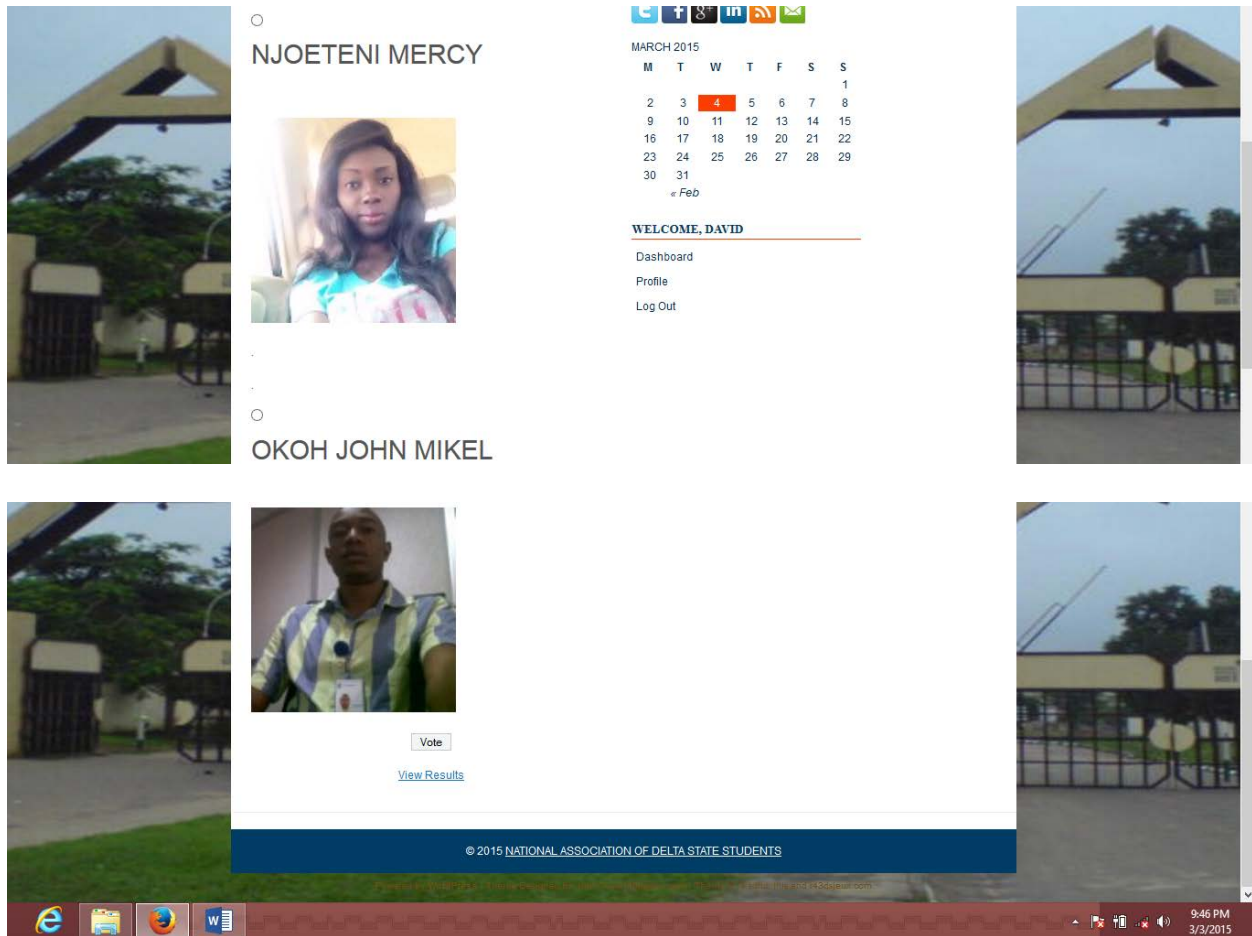 NJOETENI MERCY
MARCH 2015
M T W T F S S
1
2 3 4 5 6 7 8
9 10 11 12 13 14 15
16 17 18 19 20 21 22
23 24 25 26 27 28 29
30 31
« Feb
WELCOME, DAVID
Dashboard
Profile
Log Out
.
.
OKOH JOHN MIKEL
Vote
View Results
© 2015 NATIONAL ASSOCIATION OF DELTA STATE STUDENTS
9:46 PM
3/3/2015